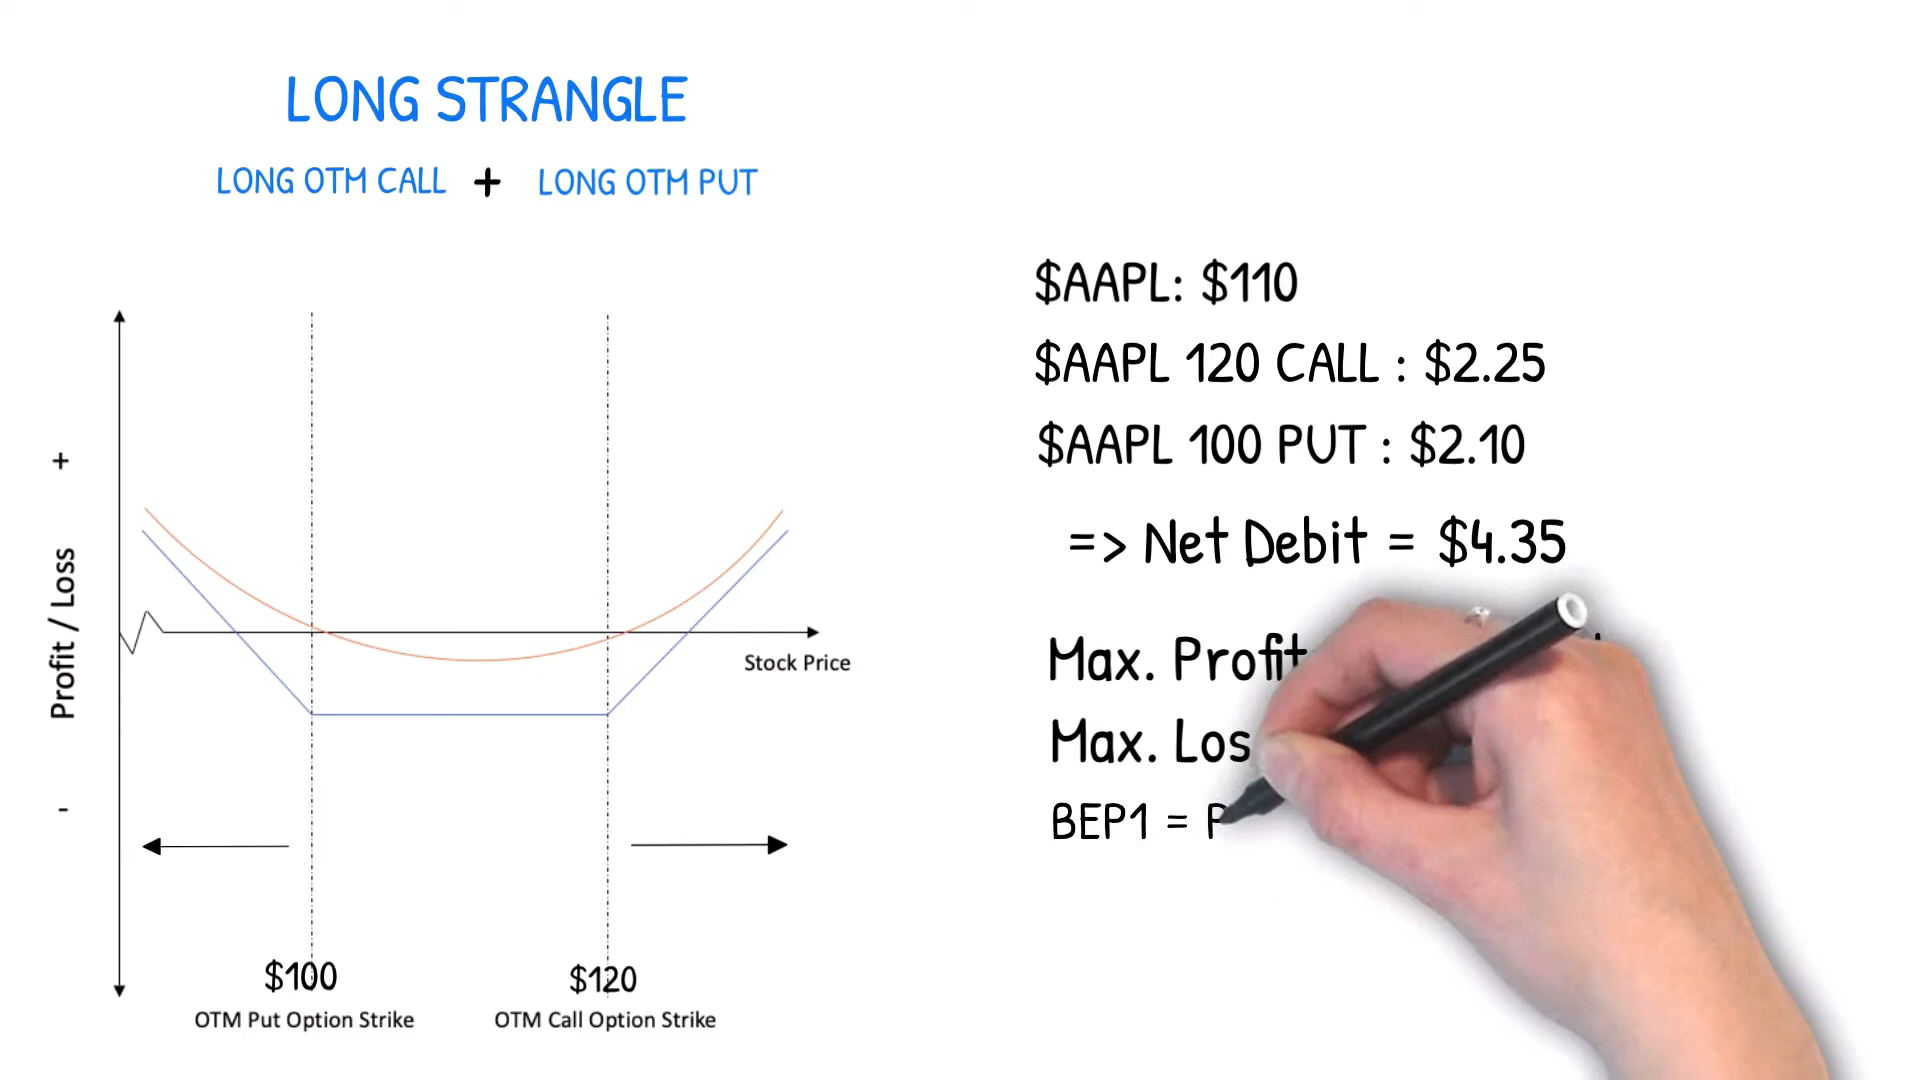 LONG STRANGLE
LONG OTM CALL + LONG OTM PUT
$AAPL: $110
$AAPL 120 CALL : $2.25
$AAPL 100 PUT : $2.10
=> Net Debit = $4.35
Max. Profit
Max. Los
BEP1 = P
+
Profit / Loss
-
Stock Price
$100
$120
OTM Put Option Strike
OTM Call Option Strike